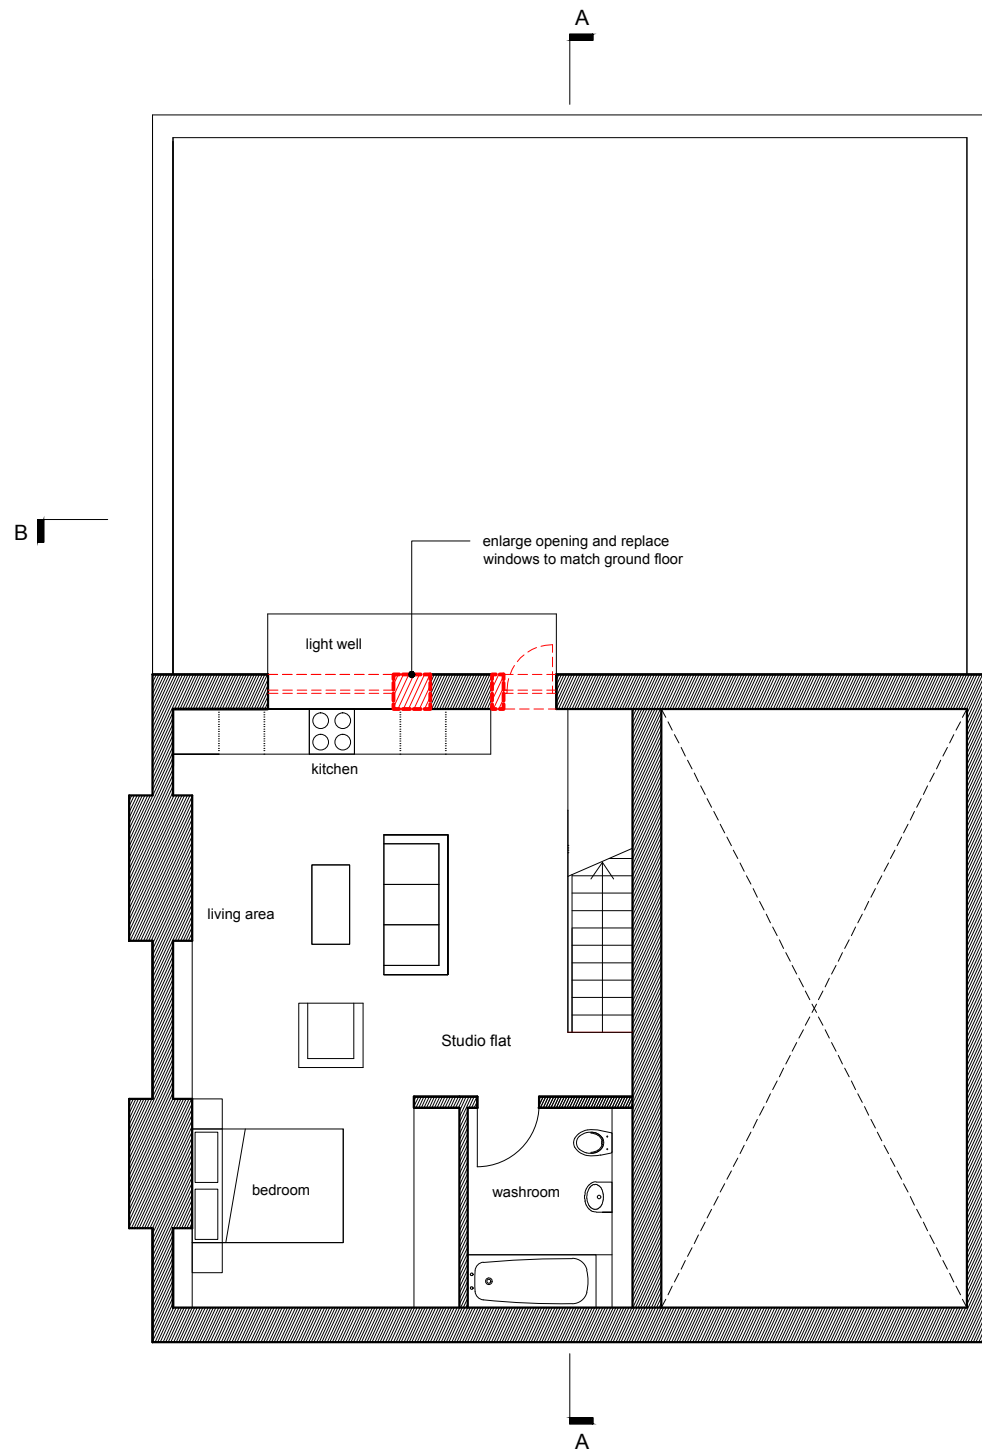 A
B
enlarge opening and replace
windows to match ground floor
light well
kitchen
living area
Studio flat
bedroom
washroom
A